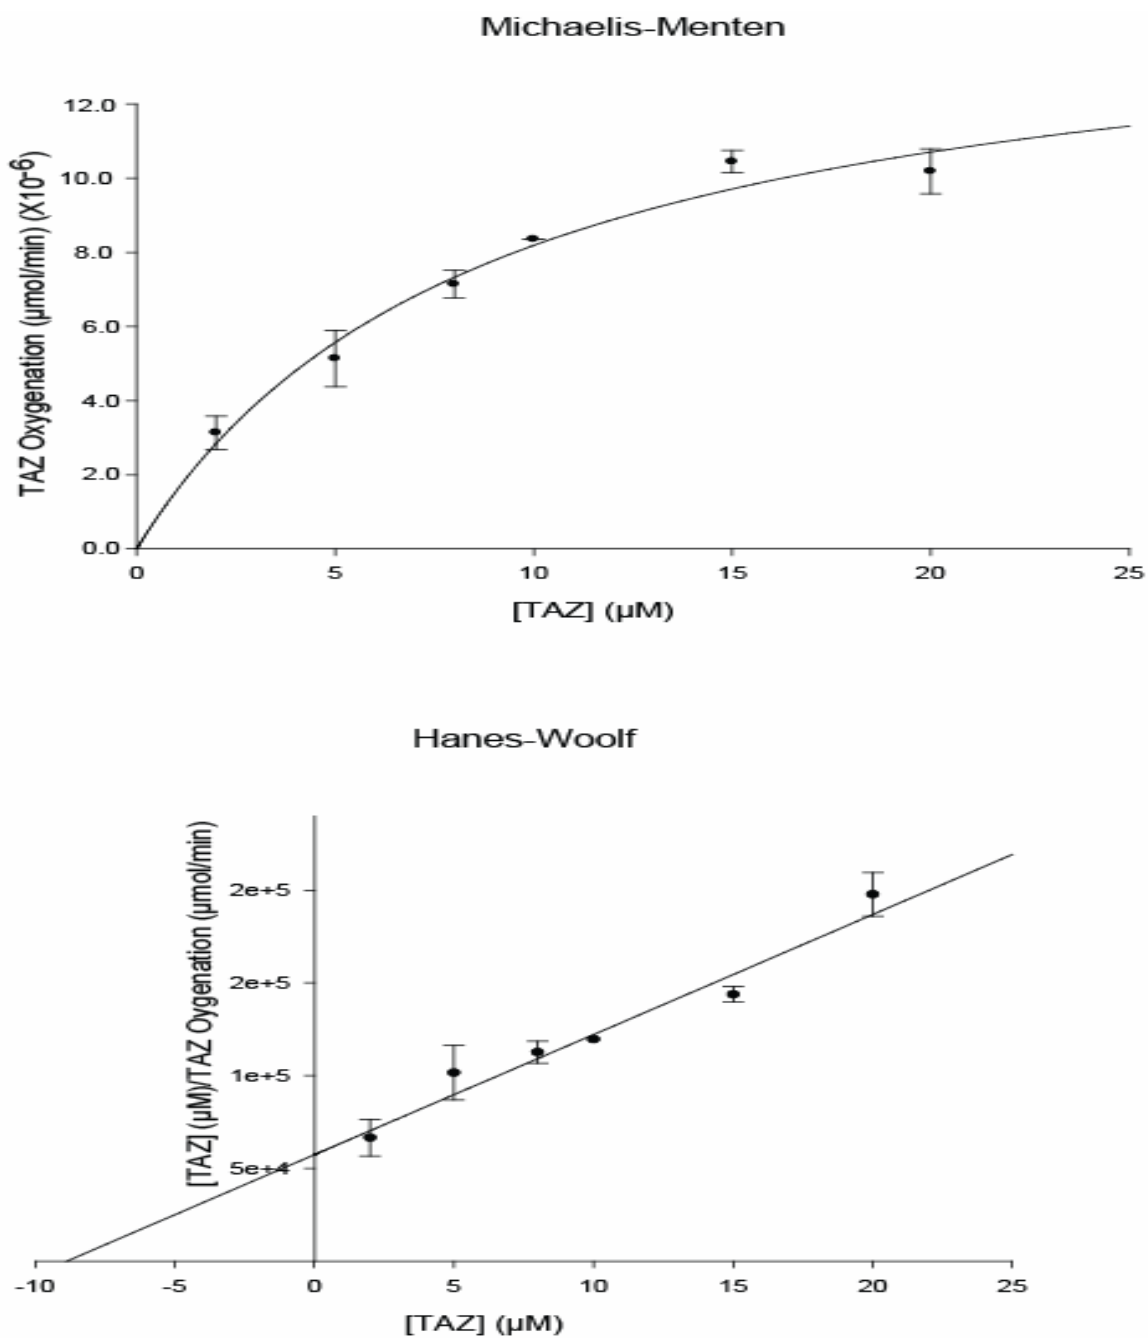 Michaelis-Menten
TAZ Oxygenation (µmol/min) (X10⁻⁶)
12.0
10.0
8.0
6.0
4.0
2.0
0.0
0 5 10 15 20 25
[TAZ] (µM)
Hanes-Woolf
[TAZ] (µM)/TAZ Oygenation (µmol/min)
2e+5
2e+5
1e+5
5e+4
-10 -5 0 5 10 15 20 25
[TAZ] (µM)